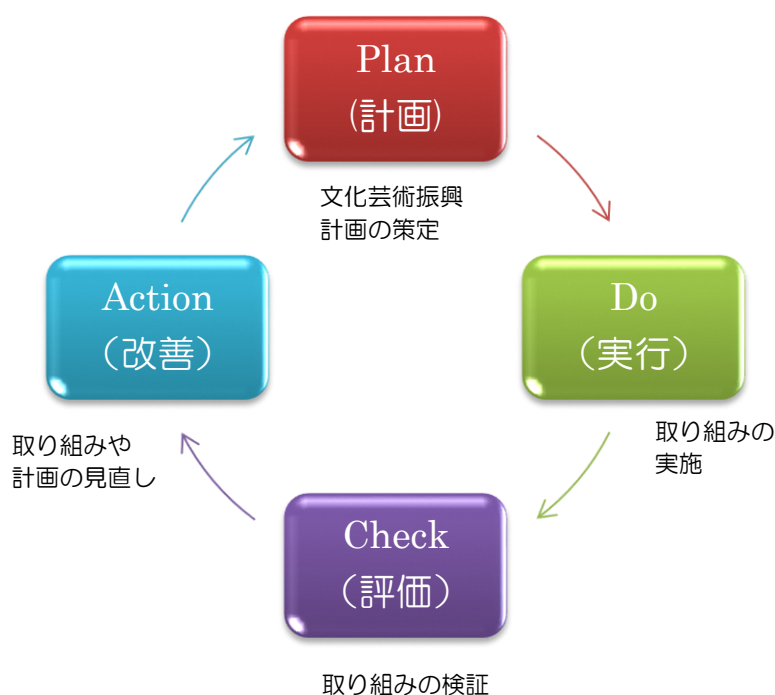 Plan
(計画)
文化芸術振興
計画の策定
Do
（実行）
取り組みの
実施
Check
（評価）
取り組みの検証
Action
（改善）
取り組みや
計画の見直し